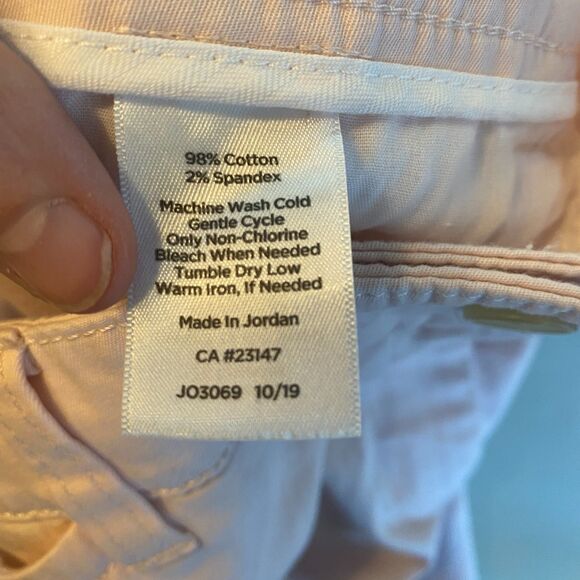 98% Cotton
2% Spandex
Machine Wash Cold
Gentle Cycle
Only Non-Chlorine
Bleach When Needed
Tumble Dry Low
Warm Iron, If Needed
Made In Jordan
CA #23147
JO3069 10/19